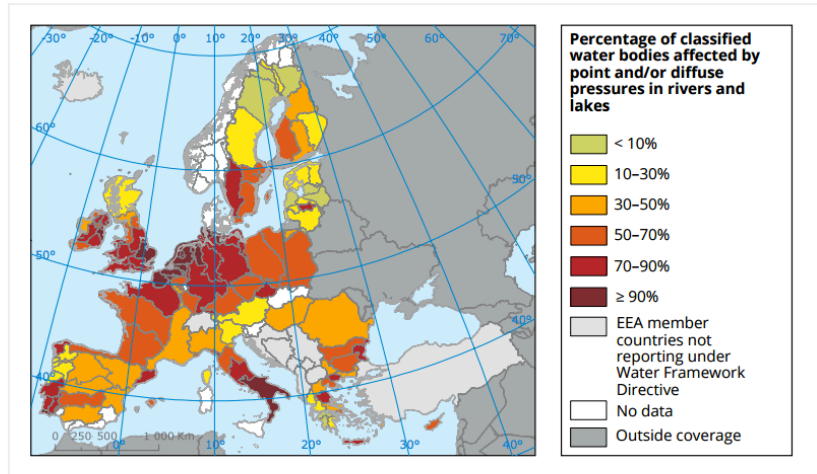 -30° -20° -10° 0° 10° 20° 30° 40° 50° 60° 70°
60°
50°
50°
40°
40°
0 250 500 1 000 Km
0° 10° 20° 30° 40°
Percentage of classified
water bodies affected by
point and/or diffuse
pressures in rivers and
lakes
< 10%
10–30%
30–50%
50–70%
70–90%
≥ 90%
EEA member
countries not
reporting under
Water Framework
Directive
No data
Outside coverage